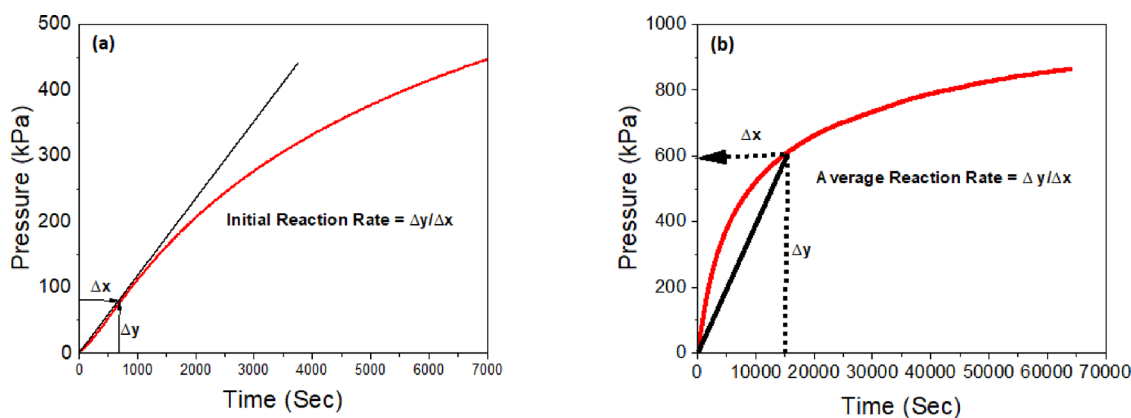 (a)
500
400
300
200
100
0
Pressure (kPa)
Initial Reaction Rate = Δy/Δx
Δx
Δy
0 1000 2000 3000 4000 5000 6000 7000
Time (Sec)
(b)
1000
800
600
400
200
0
Pressure (kPa)
Δx
Average Reaction Rate = Δ y/Δx
Δy
0 10000 20000 30000 40000 50000 60000 70000
Time (Sec)